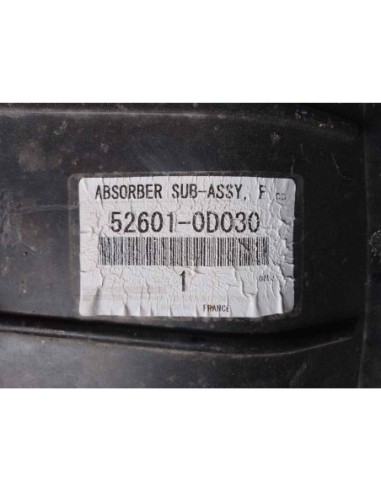 ABSORBER SUB-ASSY, F
52601-0D030
1
FRANCE